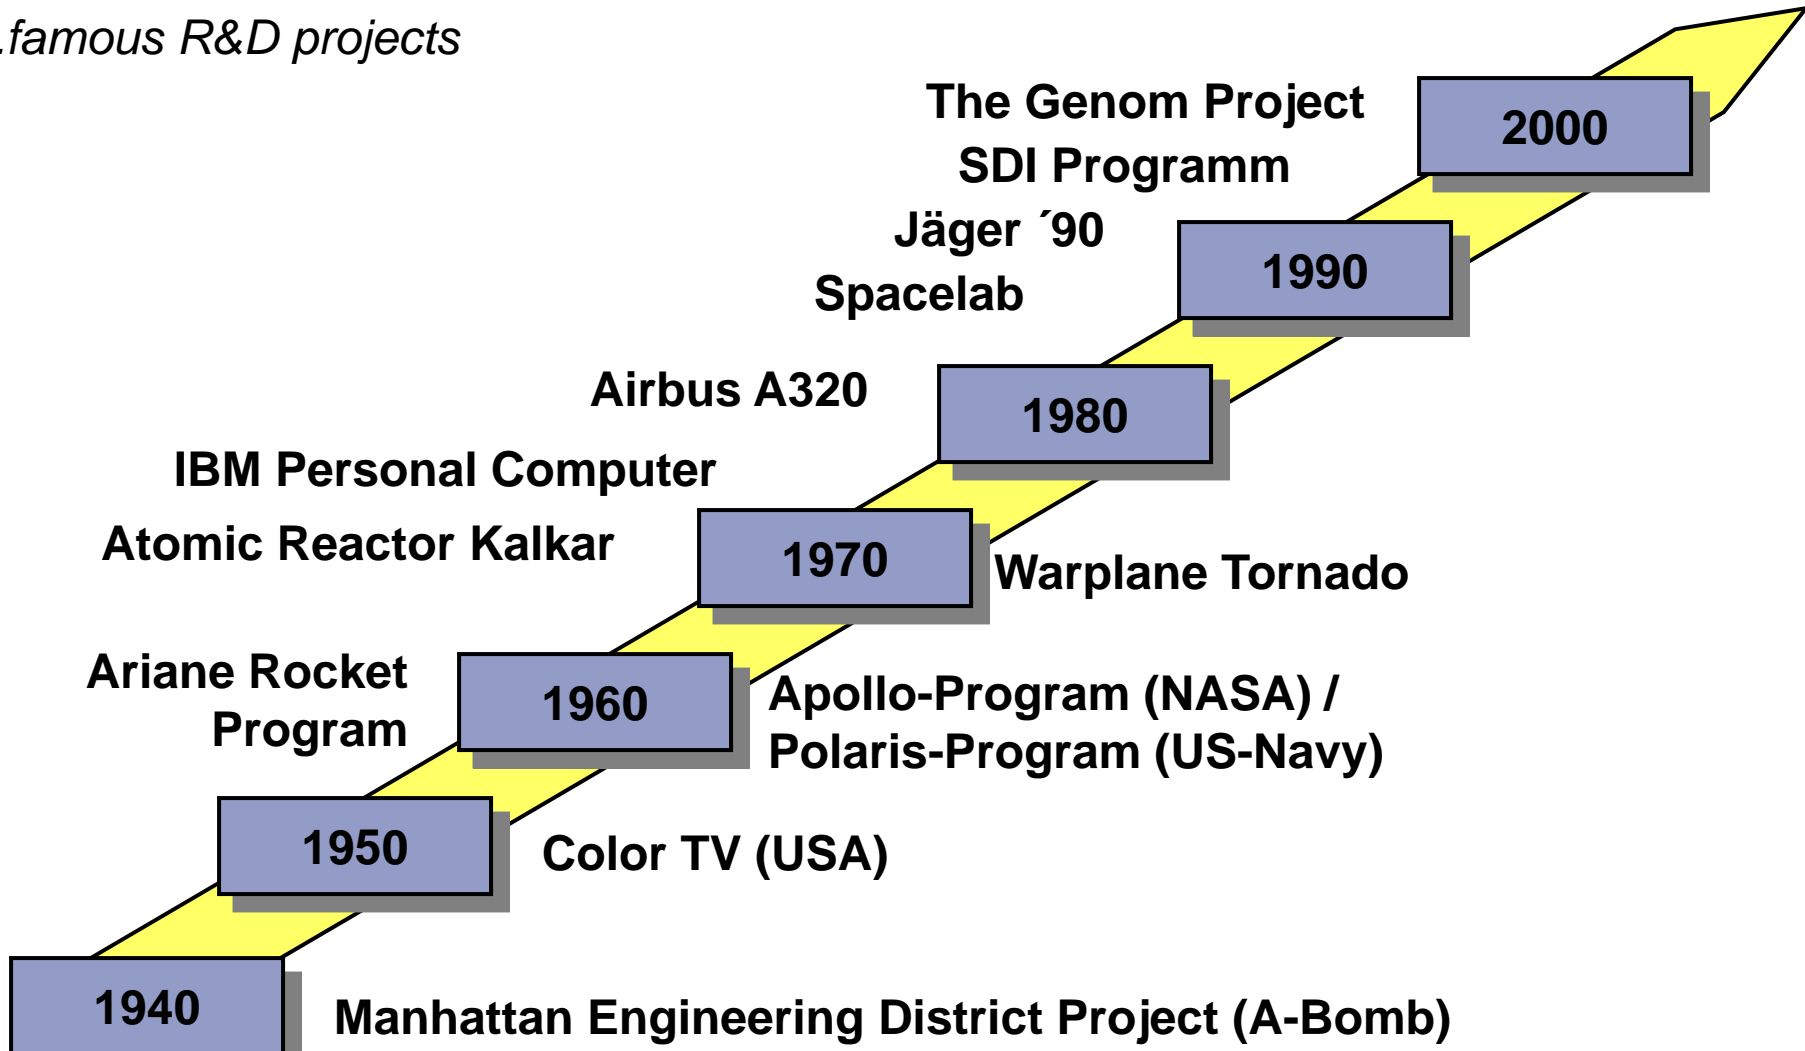 .famous R&D projects
The Genom Project
2000
SDI Programm
Jäger ´90
1990
Spacelab
Airbus A320
1980
IBM Personal Computer
Atomic Reactor Kalkar
1970
Warplane Tornado
Ariane Rocket
Program
1960
Apollo-Program (NASA) /
Polaris-Program (US-Navy)
1950
Color TV (USA)
1940
Manhattan Engineering District Project (A-Bomb)